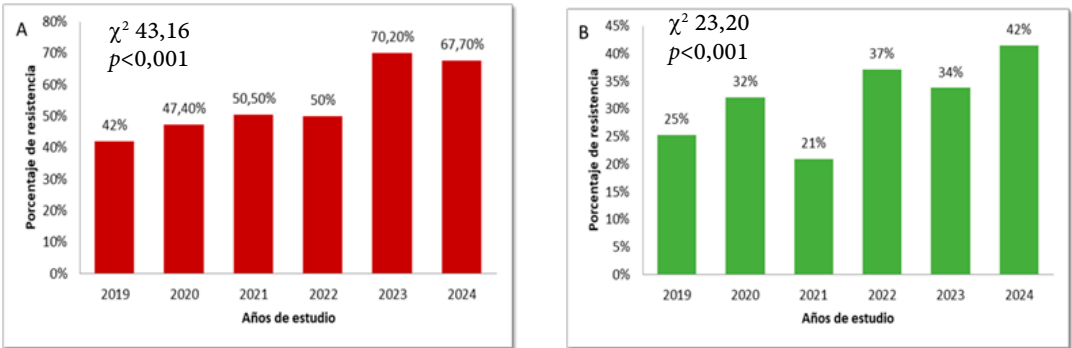 A
χ² 43,16
p<0,001
Porcentaje de resistencia
80%
70%
60%
50%
40%
30%
20%
10%
0%
42%
47,40%
50,50%
50%
70,20%
67,70%
2019 2020 2021 2022 2023 2024
Años de estudio
B
χ² 23,20
p<0,001
Porcentaje de resistencia
45%
40%
35%
30%
25%
20%
15%
10%
5%
0%
25%
32%
21%
37%
34%
42%
2019 2020 2021 2022 2023 2024
Años de estudio